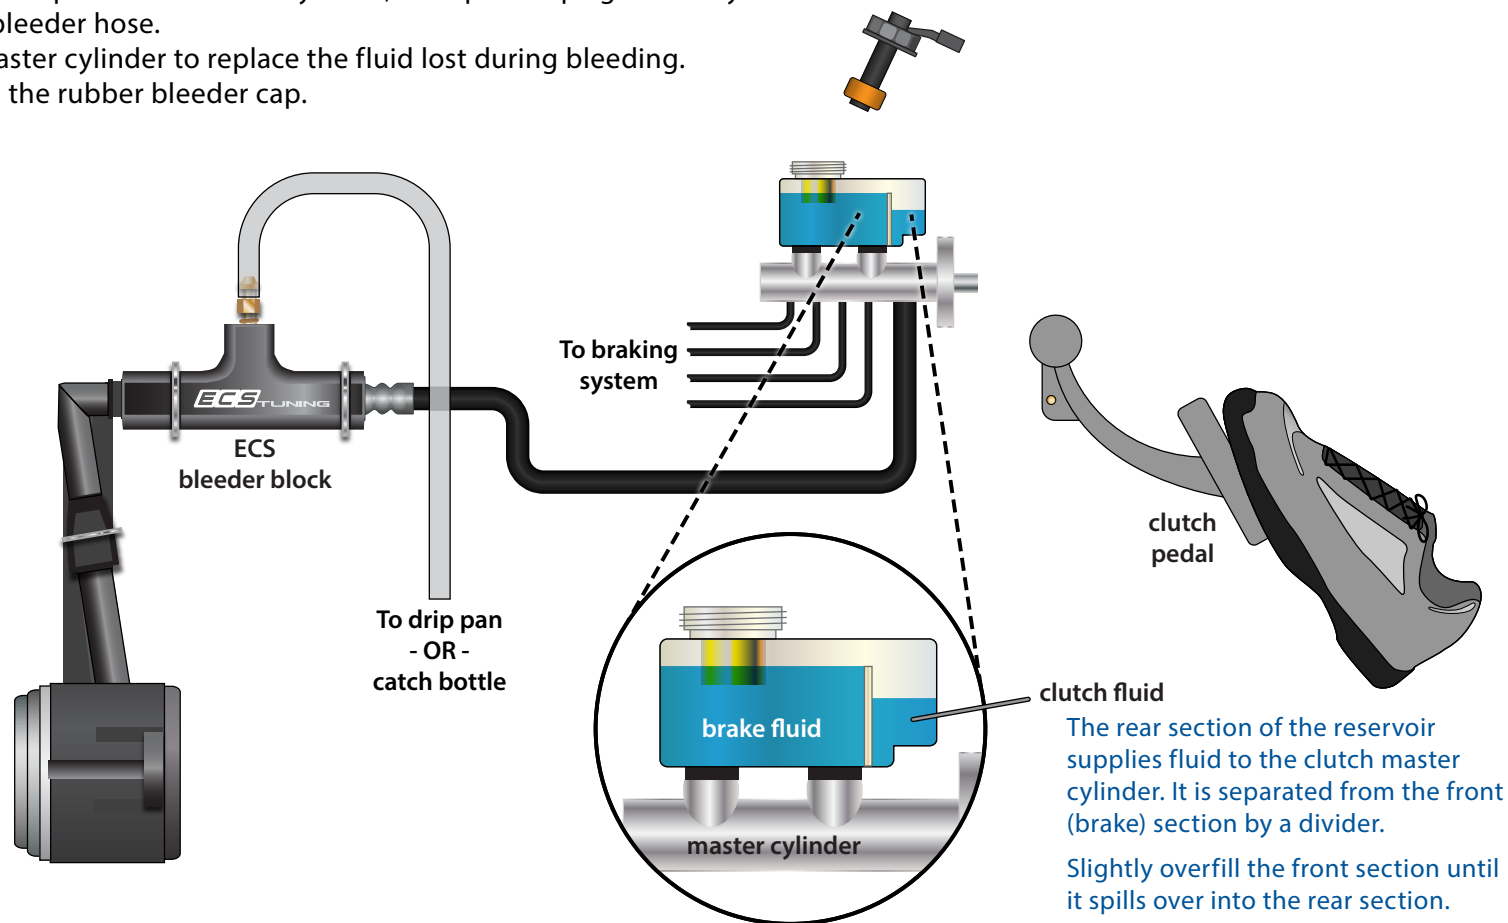 bleeder hose.
aster cylinder to replace the fluid lost during bleeding.
the rubber bleeder cap.
To braking
system
ECS TUNING
ECS
bleeder block
clutch
pedal
To drip pan
- OR -
catch bottle
brake fluid
master cylinder
clutch fluid
The rear section of the reservoir
supplies fluid to the clutch master
cylinder. It is separated from the front
(brake) section by a divider.
Slightly overfill the front section until
it spills over into the rear section.